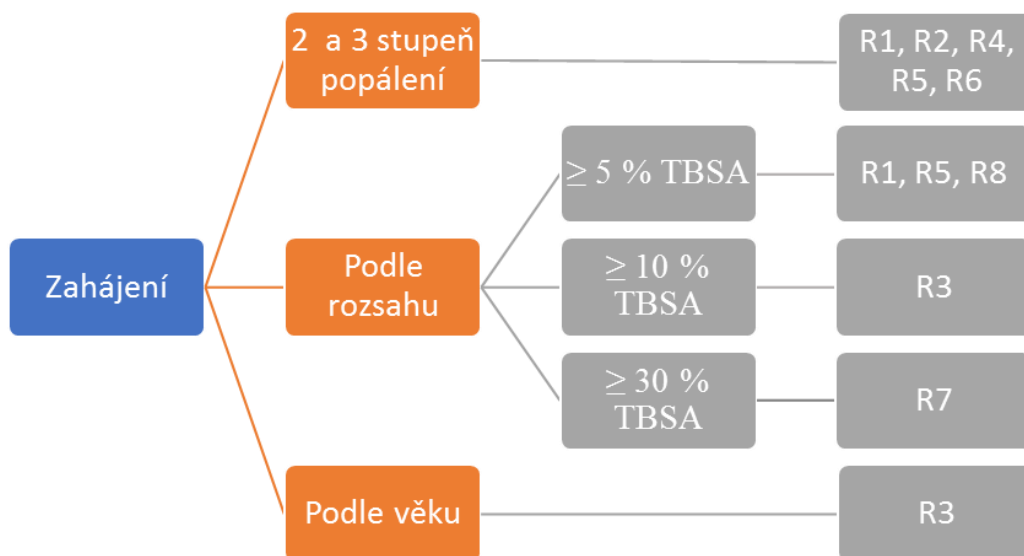 2 a 3 stupeň
popálení
R1, R2, R4,
R5, R6
≥ 5 % TBSA
R1, R5, R8
Zahájení
Podle
rozsahu
≥ 10 %
TBSA
R3
≥ 30 %
TBSA
R7
Podle věku
R3